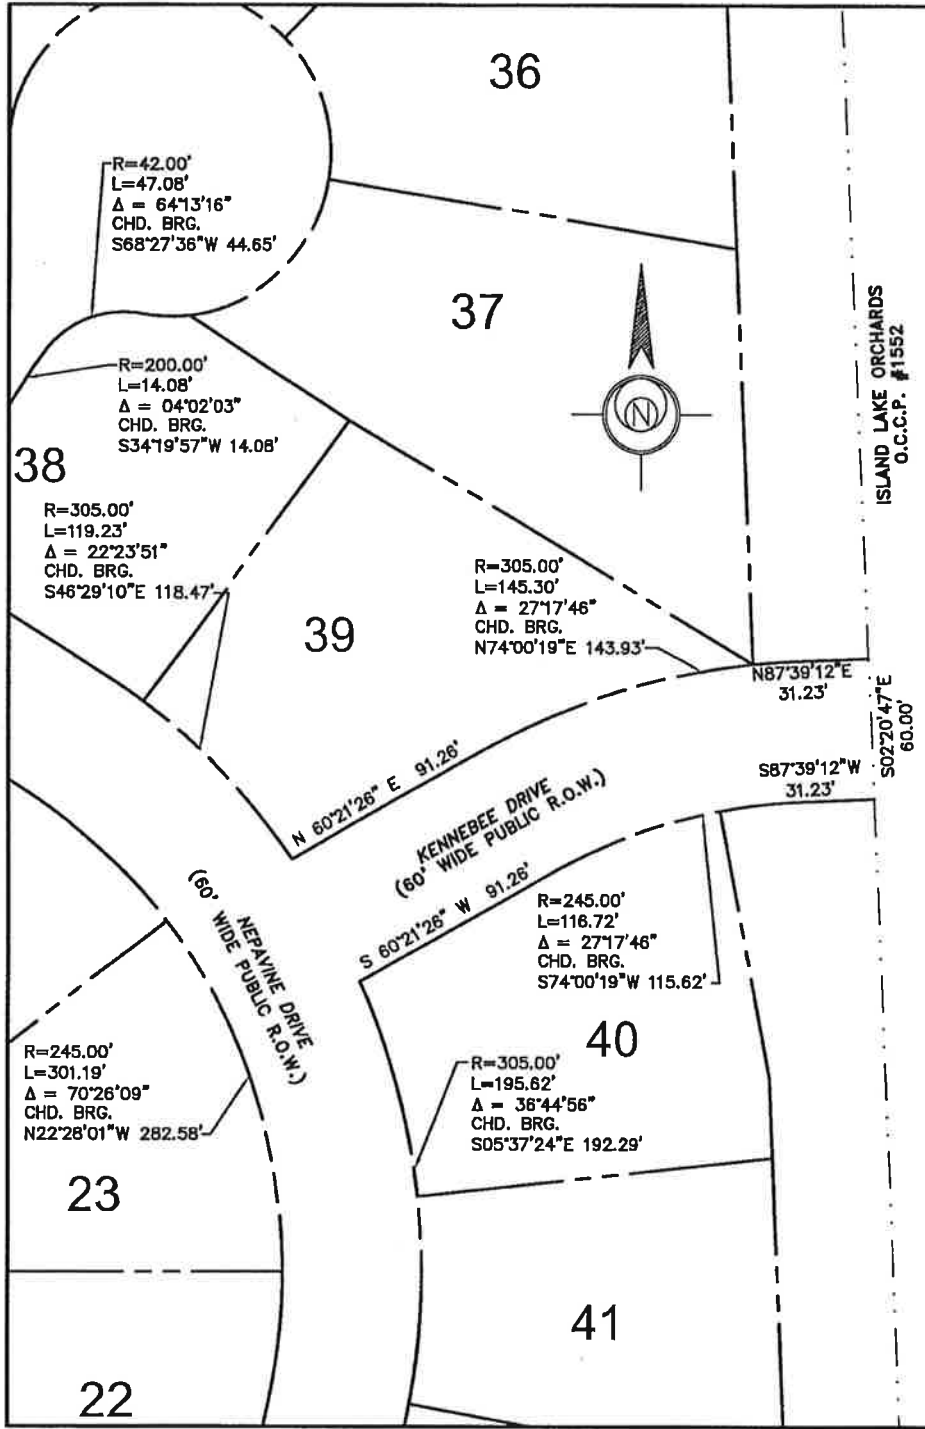 36
R=42.00'
L=47.08'
Δ = 64°13'16"
CHD. BRG.
S68°27'36"W 44.65'
37
ISLAND LAKE ORCHARDS
O.C.C.P. #1552
R=200.00'
L=14.08'
Δ = 04°02'03"
CHD. BRG.
S34°19'57"W 14.08'
N
38
R=305.00'
L=119.23'
Δ = 22°23'51"
CHD. BRG.
S46°29'10"E 118.47'
R=305.00'
L=145.30'
Δ = 27°17'46"
CHD. BRG.
N74°00'19"E 143.93'
39
N87°39'12"E
31.23'
S02°20'47"E
60.00'
S87°39'12"W
31.23'
N 60°21'26" E 91.26'
KENNEBEE DRIVE
(60' WIDE PUBLIC R.O.W.)
S 60°21'26" W 91.26'
NEPAVINE DRIVE
(60' WIDE PUBLIC R.O.W.)
R=245.00'
L=116.72'
Δ = 27°17'46"
CHD. BRG.
S74°00'19"W 115.62'
40
R=245.00'
L=301.19'
Δ = 70°26'09"
CHD. BRG.
N22°28'01"W 282.58'
R=305.00'
L=195.62'
Δ = 36°44'56"
CHD. BRG.
S05°37'24"E 192.29'
23
41
22